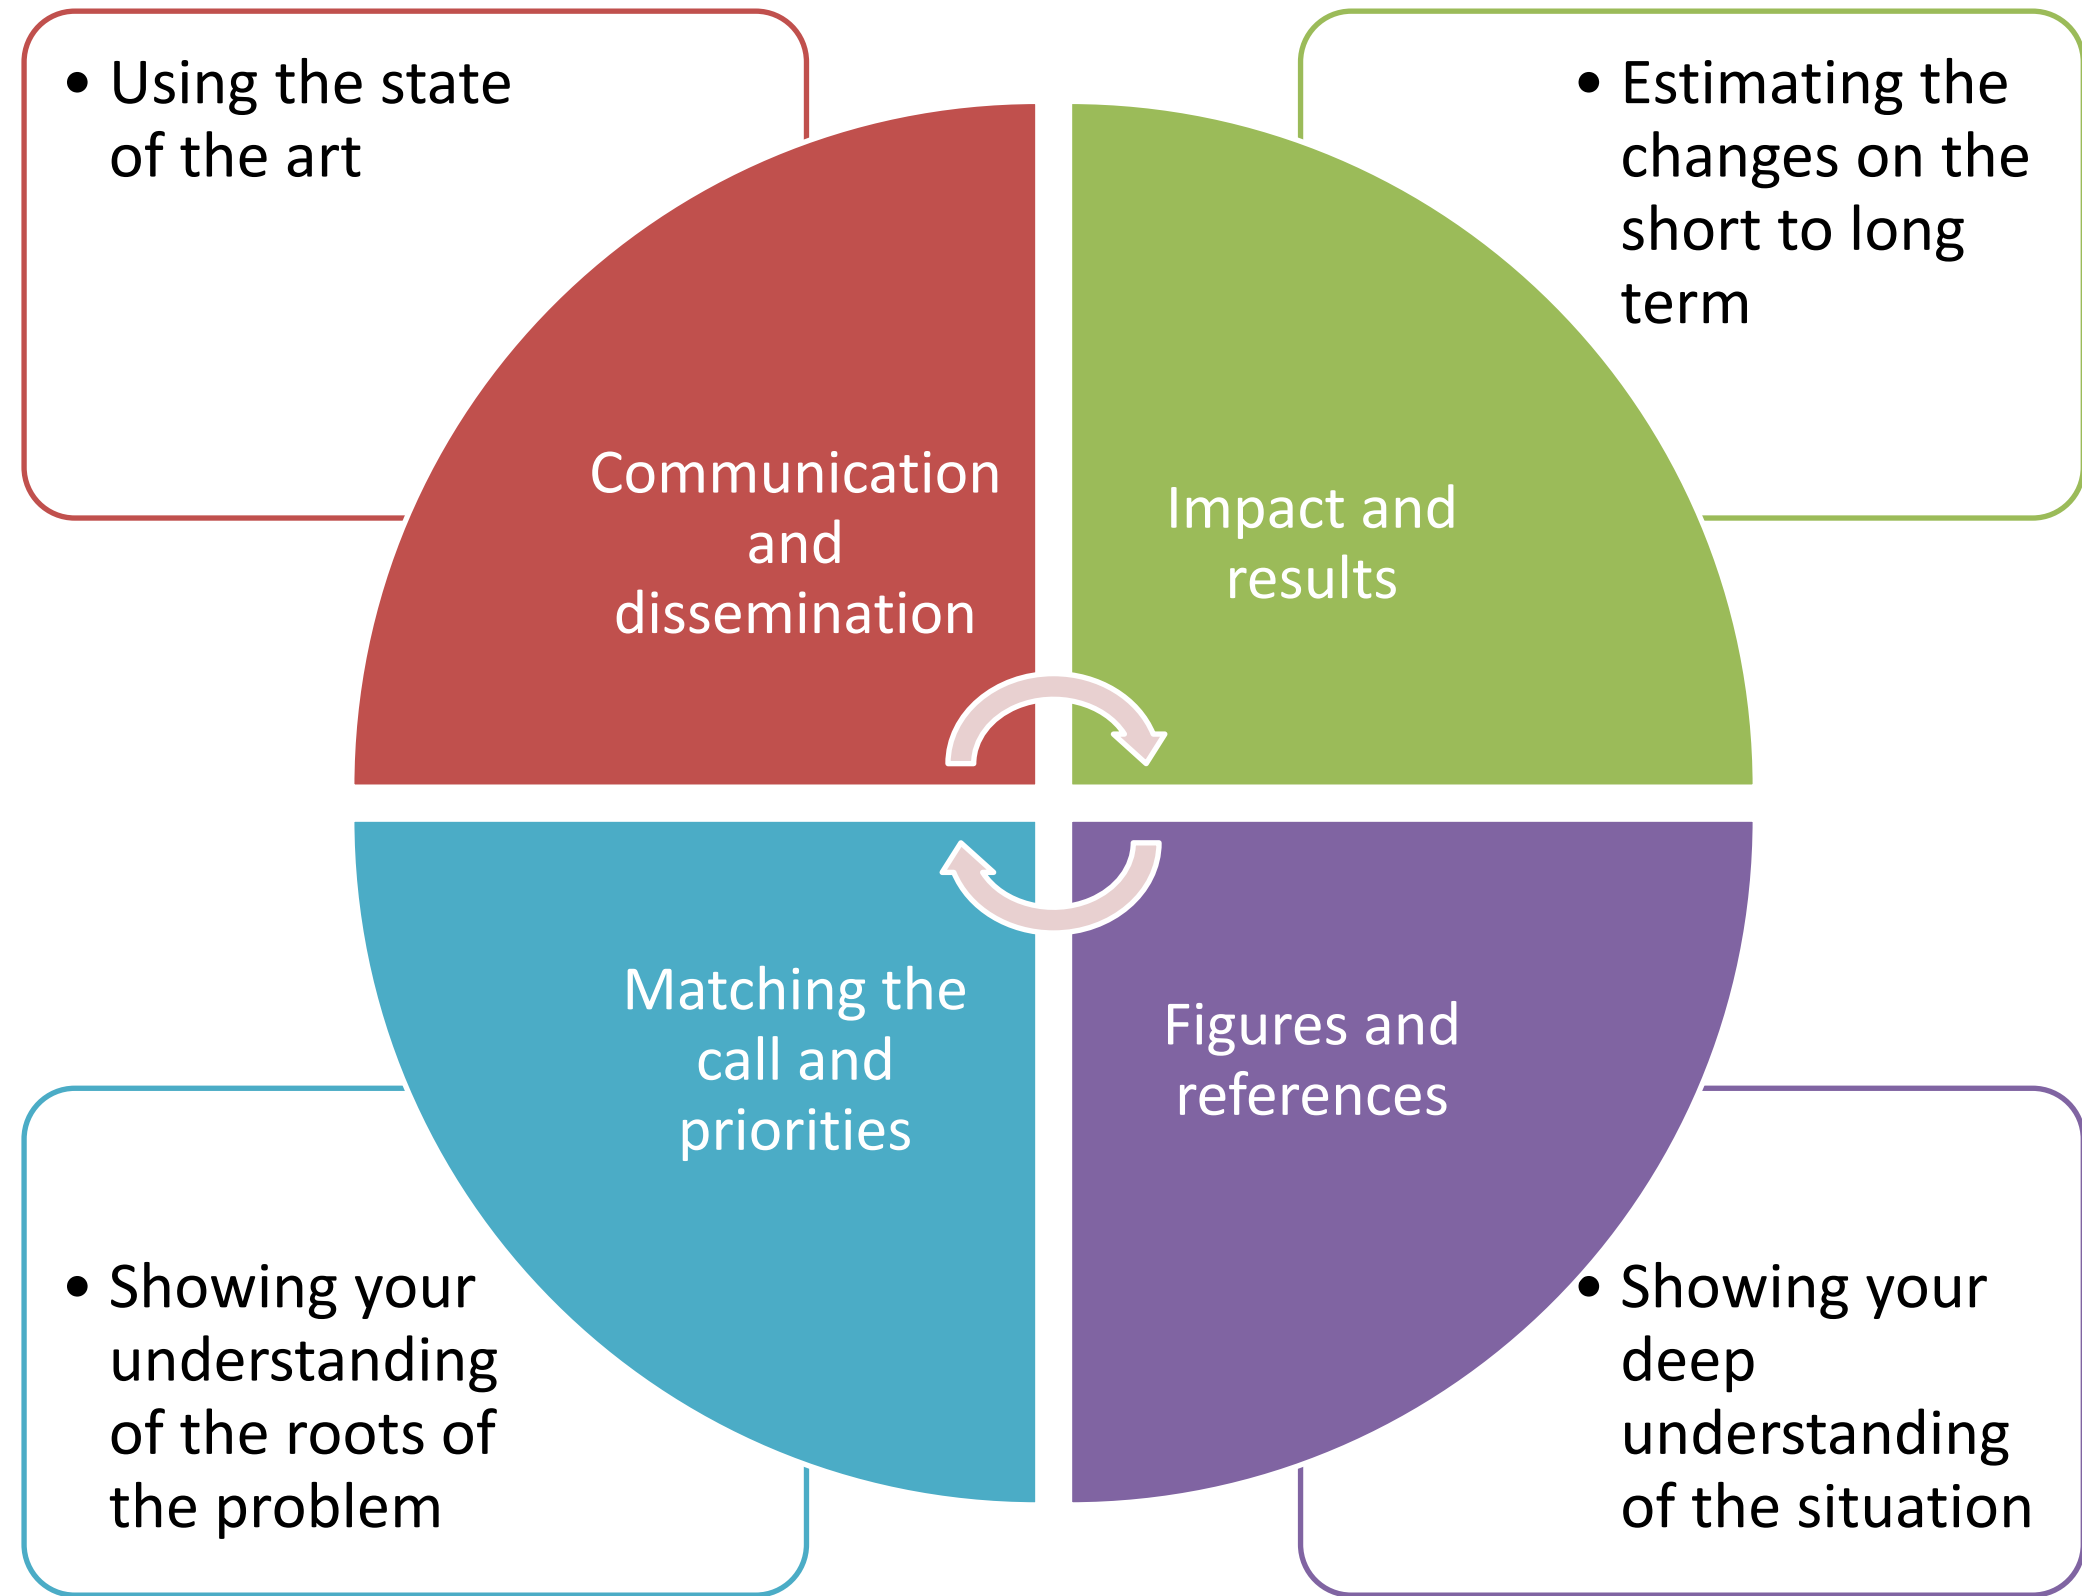 • Using the state
of the art
• Estimating the
changes on the
short to long
term
Communication
and
dissemination
Impact and
results
Matching the
call and
priorities
Figures and
references
• Showing your
understanding
of the roots of
the problem
• Showing your
deep
understanding
of the situation